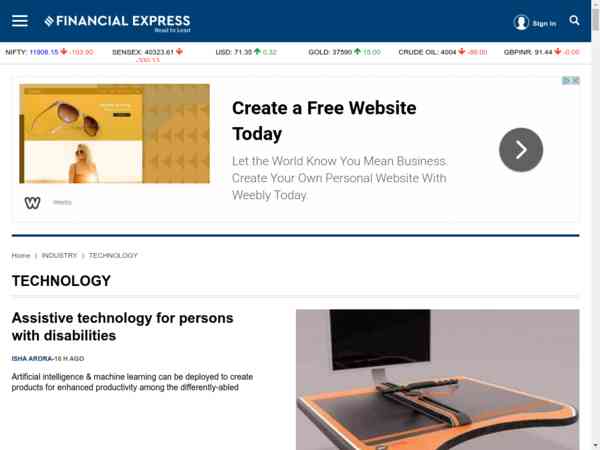 FINANCIAL EXPRESS
Read to Lead
Sign In
NIFTY: 11908.15 -103.90 SENSEX: 40323.61 -330.13 USD: 71.35 0.32 GOLD: 37590 15.00 CRUDE OIL: 4004 -86.00 GBPINR: 91.44 -0.06
Create a Free Website Today
Let the World Know You Mean Business.
Create Your Own Personal Website With
Weebly Today.
Weebly
Home | INDUSTRY | TECHNOLOGY
TECHNOLOGY
Assistive technology for persons
with disabilities
ISHA ARORA-16 H AGO
Artificial intelligence & machine learning can be deployed to create
products for enhanced productivity among the differently-abled